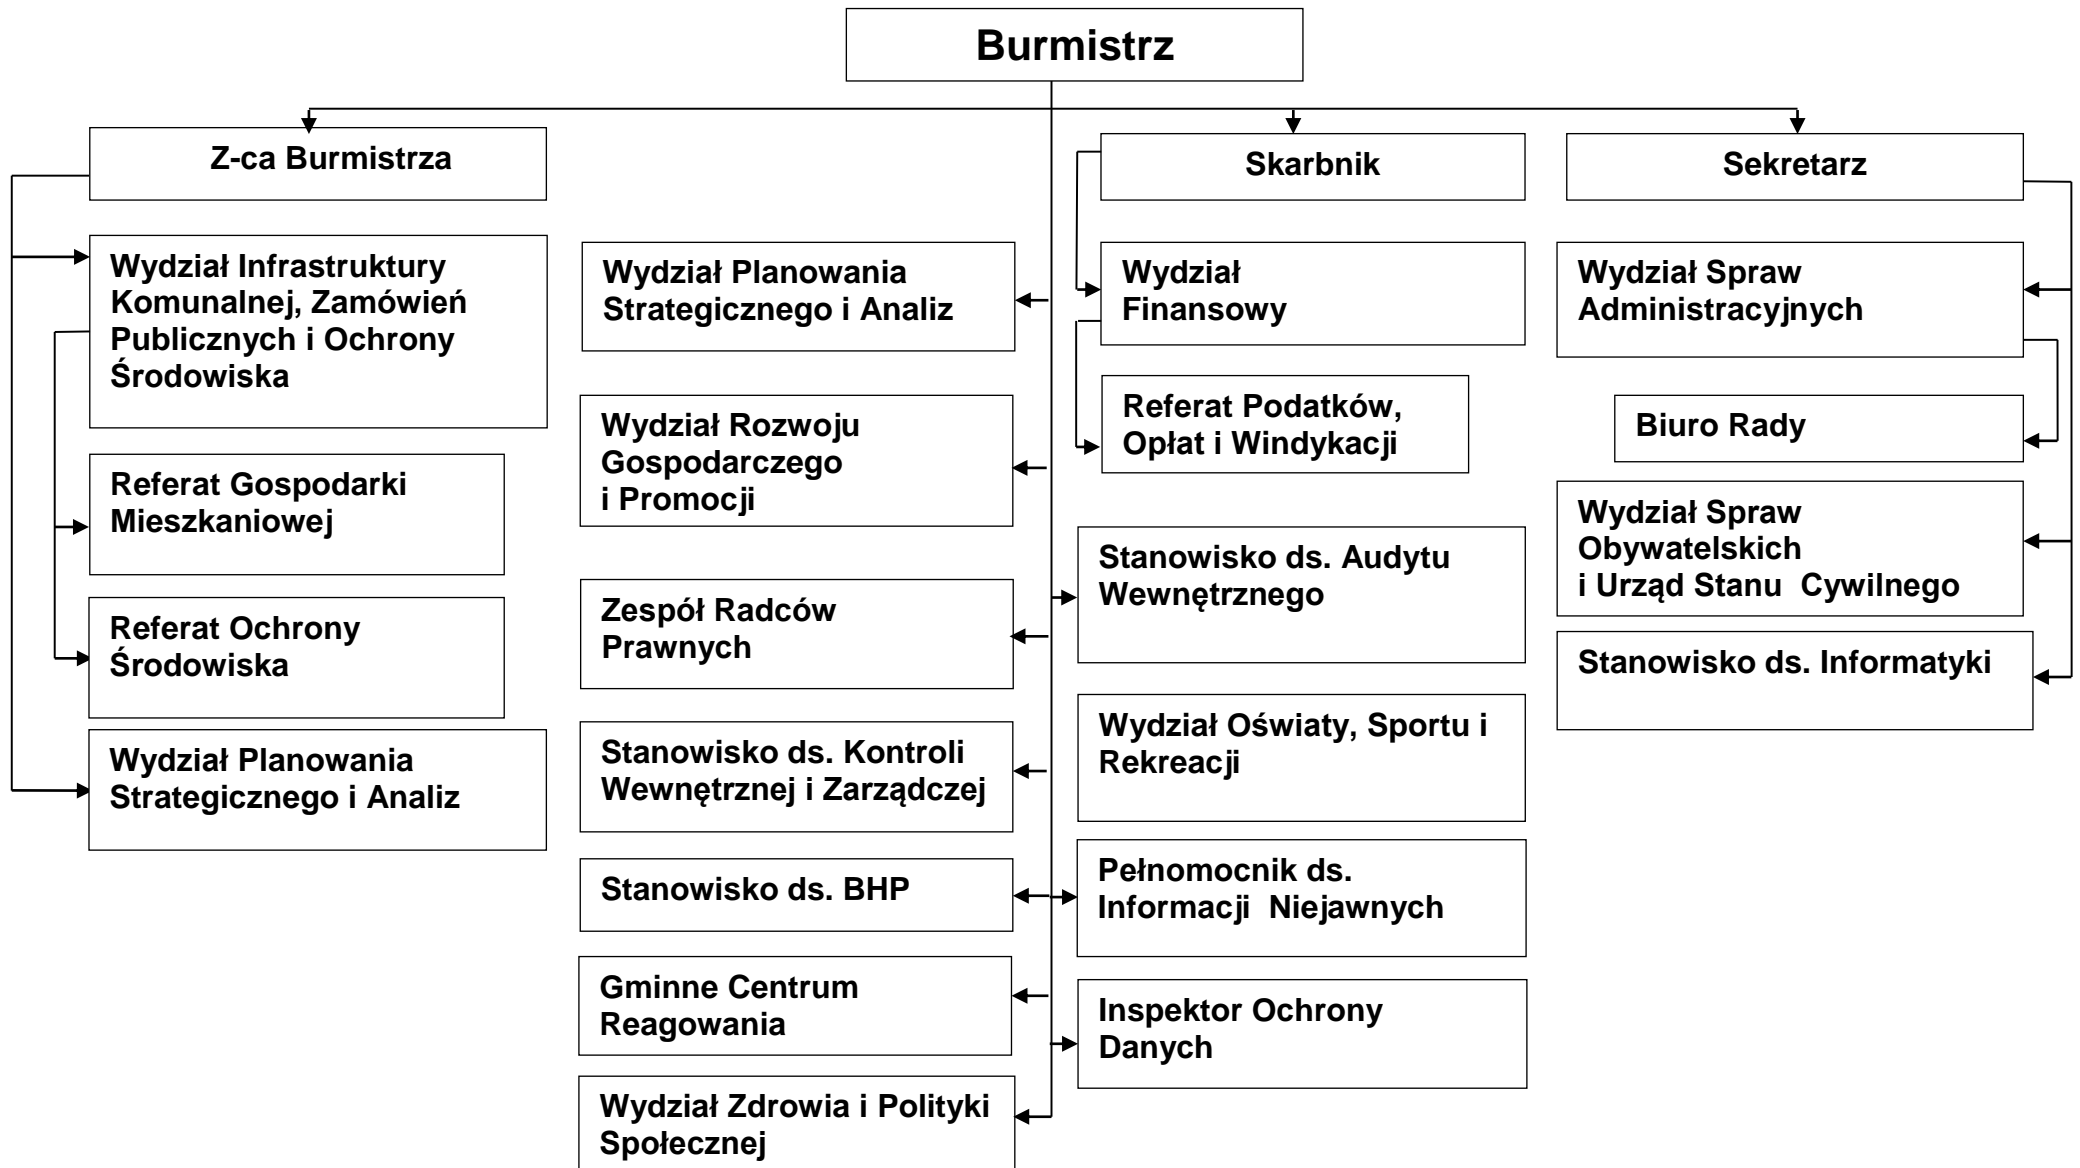 Burmistrz
Z-ca Burmistrza
Skarbnik
Sekretarz
Wydział Infrastruktury
Komunalnej, Zamówień
Publicznych i Ochrony
Środowiska
Referat Gospodarki
Mieszkaniowej
Referat Ochrony
Środowiska
Wydział Planowania
Strategicznego i Analiz
Wydział Planowania
Strategicznego i Analiz
Wydział Rozwoju
Gospodarczego
i Promocji
Zespół Radców
Prawnych
Stanowisko ds. Kontroli
Wewnętrznej i Zarządczej
Stanowisko ds. BHP
Gminne Centrum
Reagowania
Wydział Zdrowia i Polityki
Społecznej
Wydział
Finansowy
Referat Podatków,
Opłat i Windykacji
Stanowisko ds. Audytu
Wewnętrznego
Wydział Oświaty, Sportu i
Rekreacji
Pełnomocnik ds.
Informacji  Niejawnych
Inspektor Ochrony
Danych
Wydział Spraw
Administracyjnych
Biuro Rady
Wydział Spraw
Obywatelskich
i Urząd Stanu  Cywilnego
Stanowisko ds. Informatyki